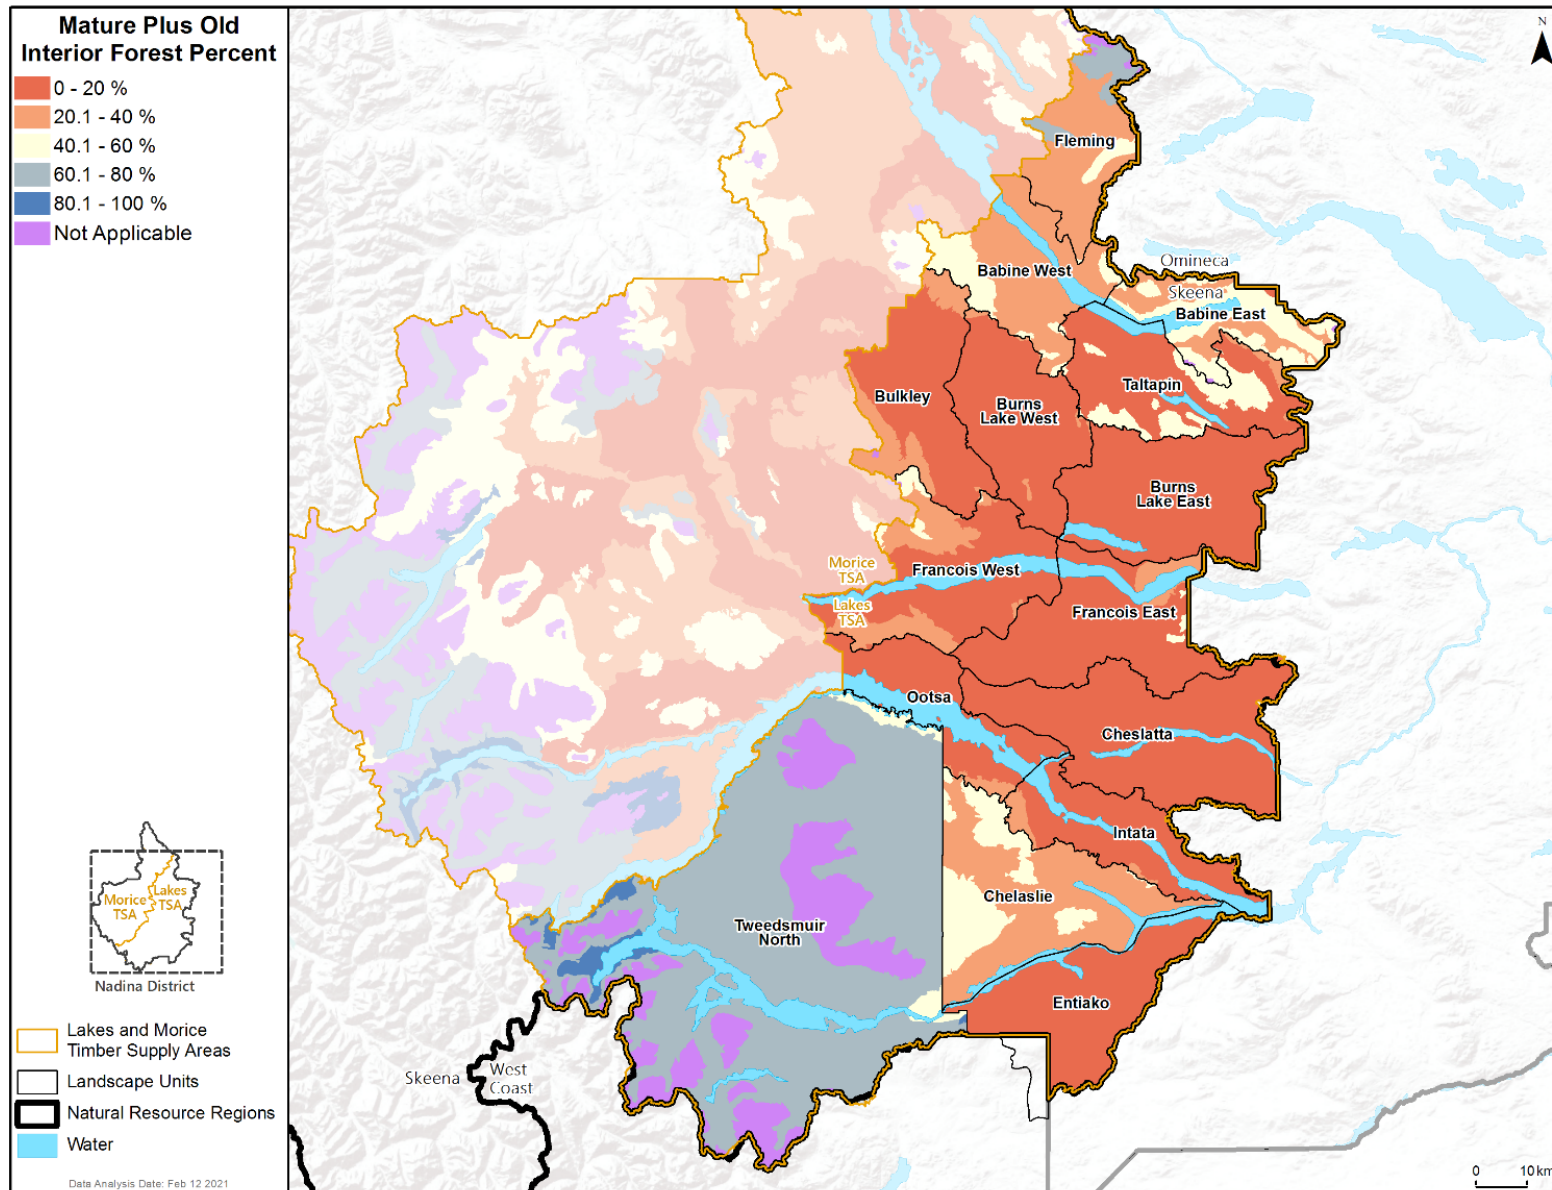 Mature Plus Old
Interior Forest Percent
0 - 20 %
20.1 - 40 %
40.1 - 60 %
60.1 - 80 %
80.1 - 100 %
Not Applicable
N
Fleming
Babine West
Omineca
Skeena
Babine East
Bulkley
Burns
Lake West
Taltapin
Burns
Lake East
Morice
TSA
Lakes
TSA
Francois West
Francois East
Ootsa
Cheslatta
Intata
Chelaslie
Tweedsmuir
North
Entiako
Skeena
West
Coast
Morice
TSA
Lakes
TSA
Nadina District
Lakes and Morice
Timber Supply Areas
Landscape Units
Natural Resource Regions
Water
Data Analysis Date: Feb 12 2021
0 10 km